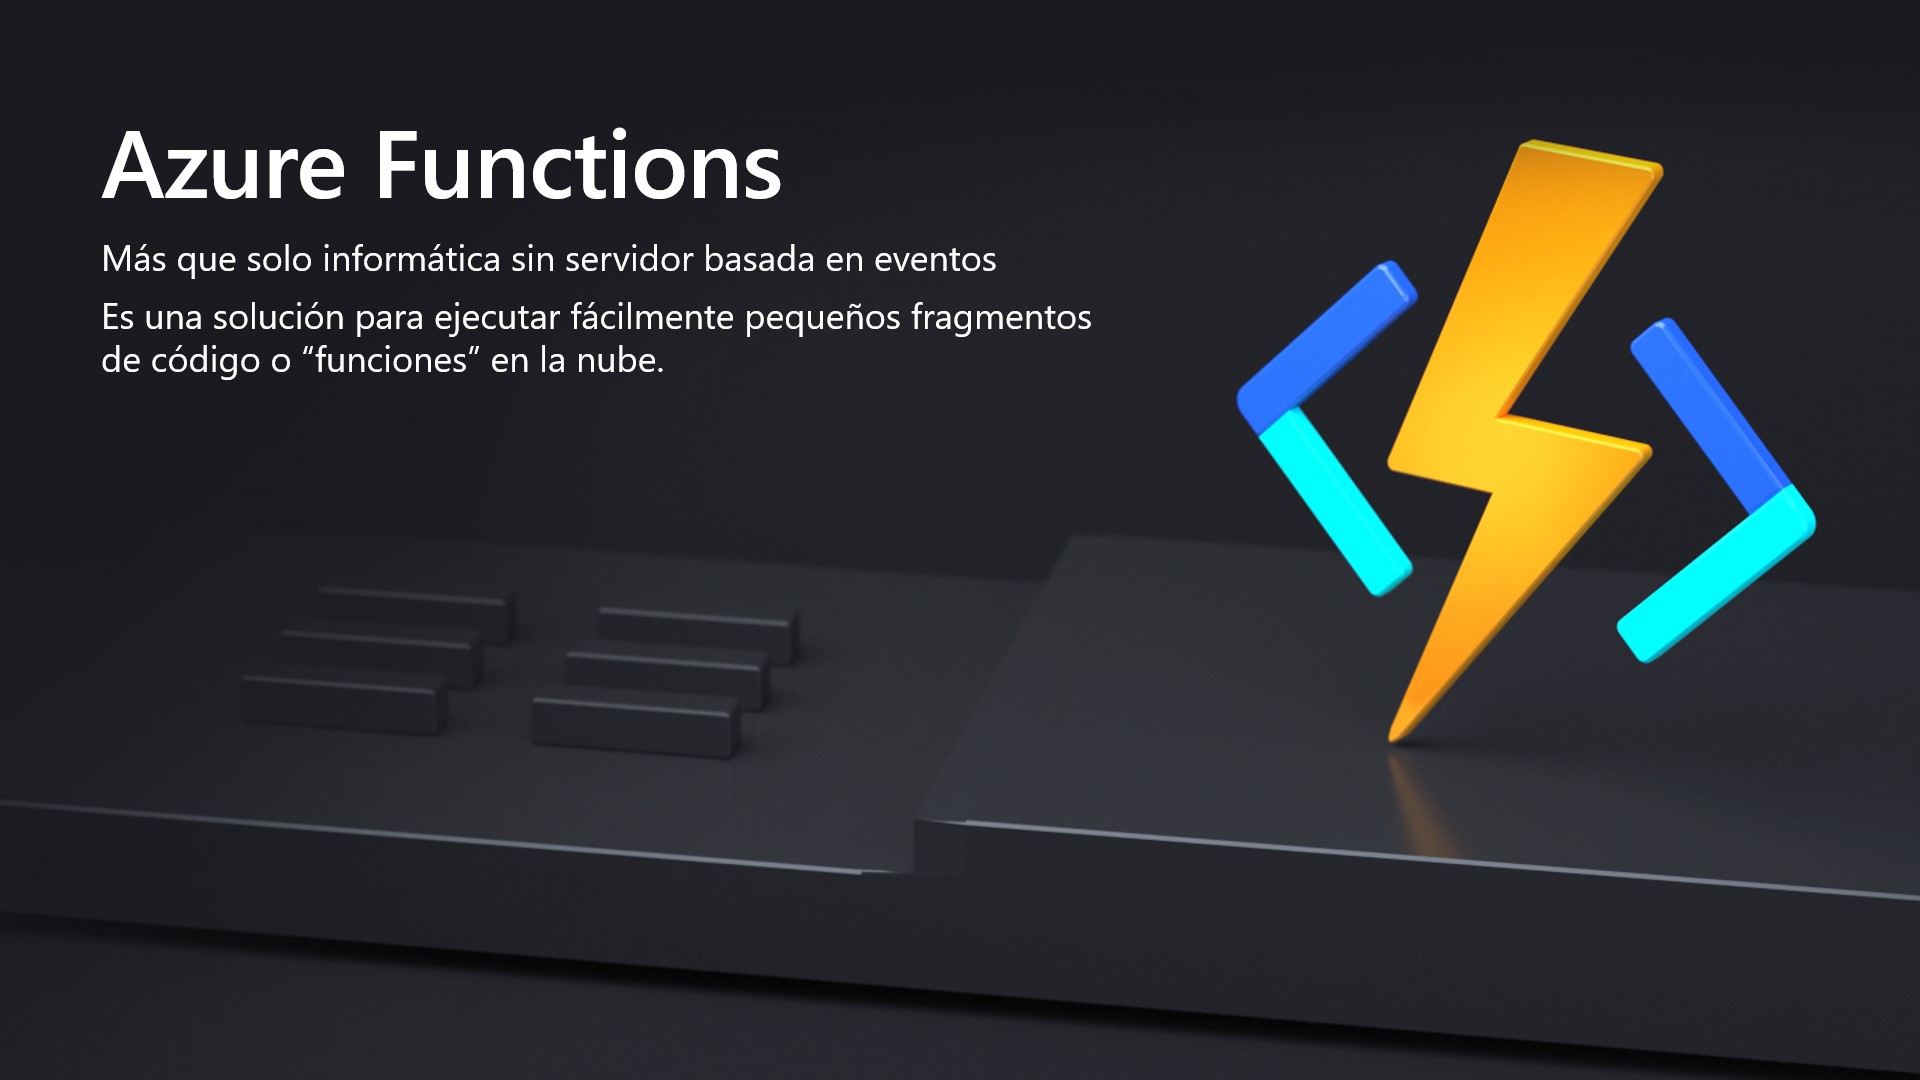 Azure Functions
Más que solo informática sin servidor basada en eventos
Es una solución para ejecutar fácilmente pequeños fragmentos
de código o “funciones” en la nube.